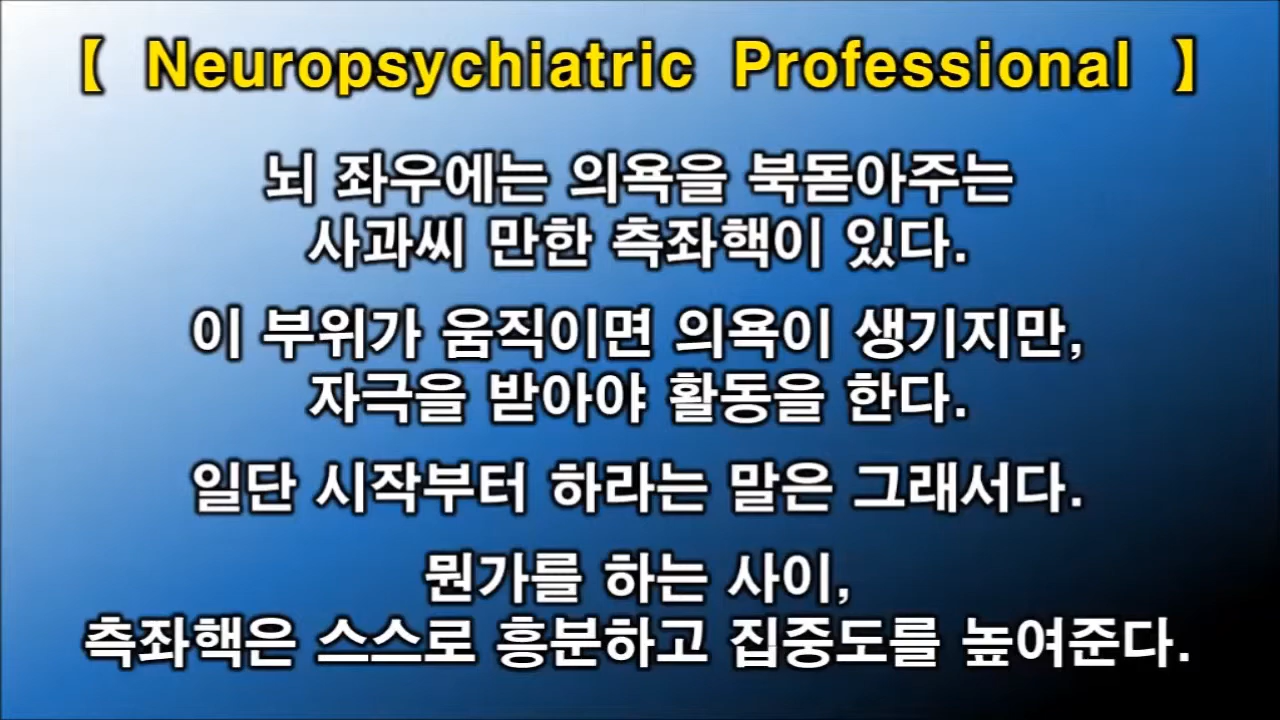 【 Neuropsychiatric Professional 】
뇌 좌우에는 의욕을 북돋아주는
사과씨 만한 측좌핵이 있다.
이 부위가 움직이면 의욕이 생기지만,
자극을 받아야 활동을 한다.
일단 시작부터 하라는 말은 그래서다.
뭔가를 하는 사이,
측좌핵은 스스로 흥분하고 집중도를 높여준다.